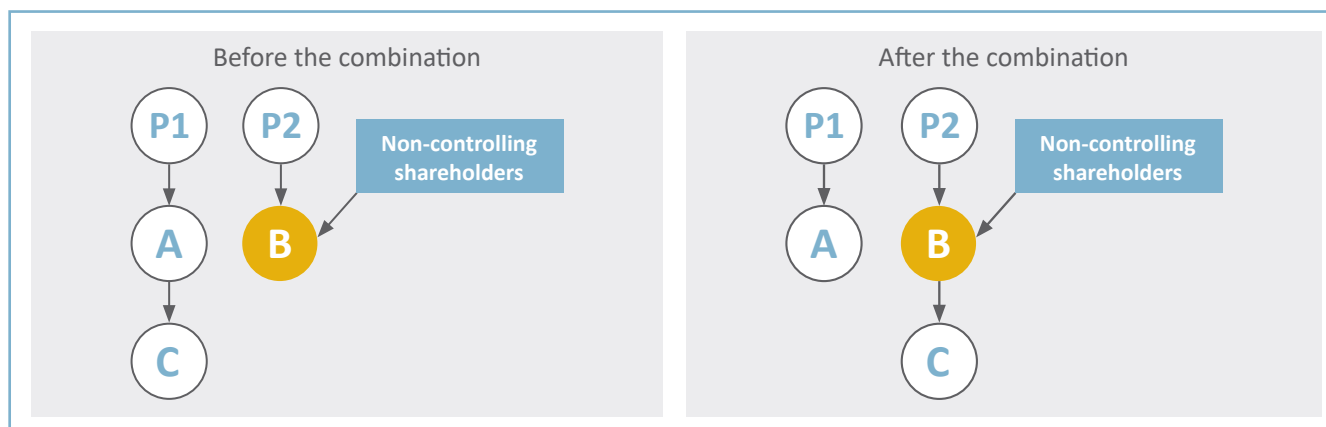 Before the combination
P1
P2
Non-controlling
shareholders
A
B
C
After the combination
P1
P2
Non-controlling
shareholders
A
B
C